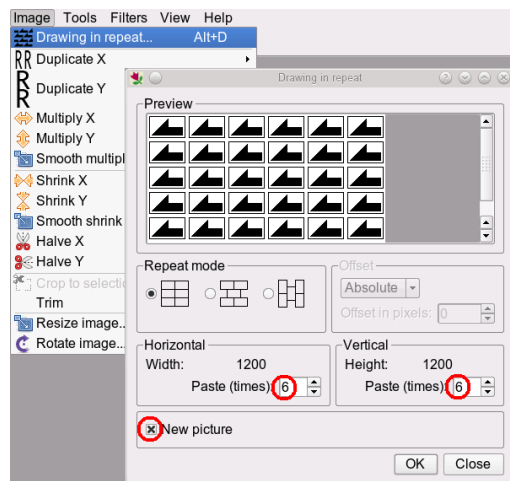 Image Tools Filters View Help
Drawing in repeat... Alt+D
RR Duplicate X
RR Duplicate Y
Multiply X
Multiply Y
Smooth multipl
Shrink X
Shrink Y
Smooth shrink
Halve X
Halve Y
Crop to selectio
Trim
Resize image..
Rotate image..
Drawing in repeat
Preview
Repeat mode
Offset
Absolute
Offset in pixels: 0
Horizontal
Width: 1200
Paste (times): 6
Vertical
Height: 1200
Paste (times): 6
New picture
OK Close